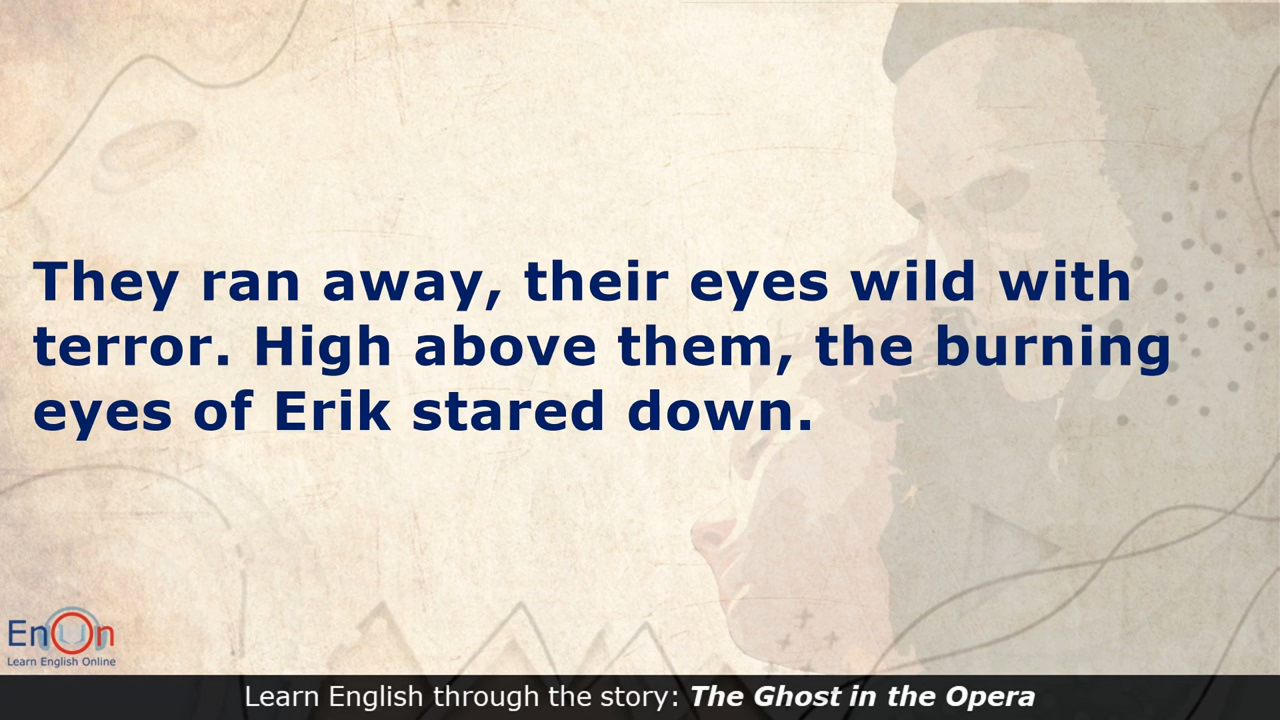 They ran away, their eyes wild with
terror. High above them, the burning
eyes of Erik stared down.
EnOn
Learn English Online
Learn English through the story: The Ghost in the Opera